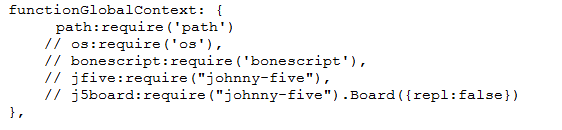 functionGlobalContext: {
path:require('path')
// os:require('os'),
// bonescript:require('bonescript'),
// jfive:require("johnny-five"),
// j5board:require("johnny-five").Board({repl:false})
},